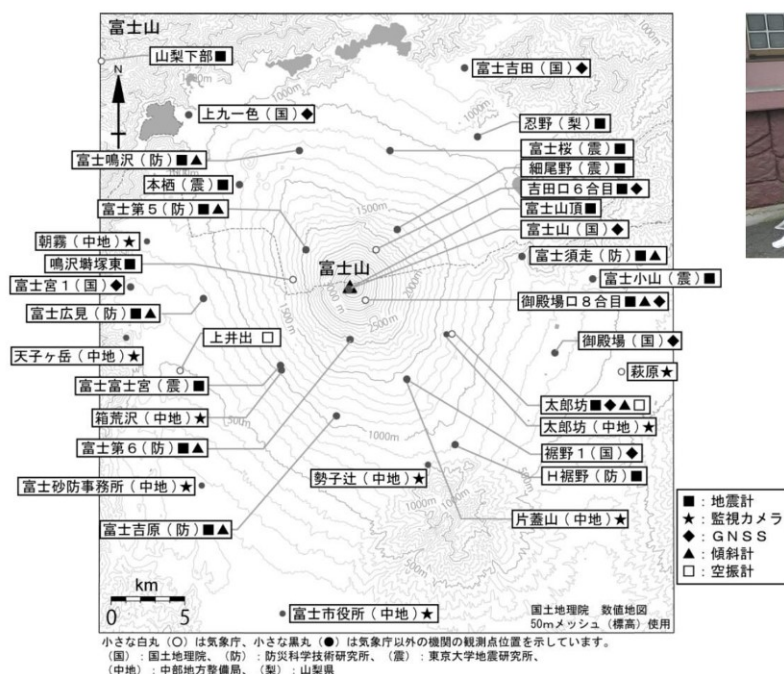 富士山
山梨下部■
N
富士吉田（国）◆
上九一色（国）◆
忍野（梨）■
富士鳴沢（防）■▲
富士桜（震）■
細尾野（震）■
本栖（震）■
吉田口６合目■◆
富士第５（防）■▲
富士山頂■
富士山（国）◆
朝霧（中地）★
富士須走（防）■▲
鳴沢塒塚東■
富士山
富士小山（震）■
富士宮１（国）◆
御殿場口８合目■▲◆
富士広見（防）■▲
上井出 □
御殿場（国）◆
天子ヶ岳（中地）★
萩原★
富士富士宮（震）■
太郎坊■◆▲□
箱荒沢（中地）★
太郎坊（中地）★
富士第６（防）■▲
裾野１（国）◆
勢子辻（中地）★
Ｈ裾野（防）■
富士砂防事務所（中地）★
富士吉原（防）■▲
片蓋山（中地）★
■：地震計
★：監視カメラ
◆：ＧＮＳＳ
▲：傾斜計
□：空振計
km
0 5
富士市役所（中地）★
国土地理院 数値地図
50mメッシュ（標高）使用
1000m
1000m
1500m
2500m
1500m
1000m
1000m
1000m
小さな白丸（○）は気象庁、小さな黒丸（●）は気象庁以外の機関の観測点位置を示しています。
（国）：国土地理院、（防）：防災科学技術研究所、（震）：東京大学地震研究所、
（中地）：中部地方整備局、（梨）：山梨県